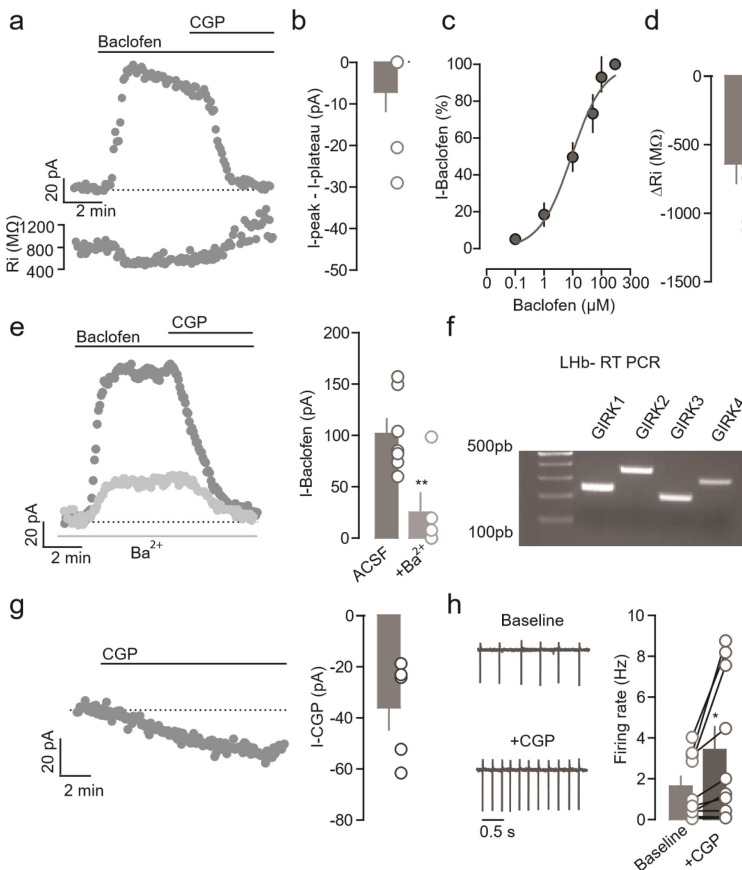 a
CGP
Baclofen
20 pA
2 min
Ri (MΩ)
1200
800
400
b
I-peak - I-plateau (pA)
0
-10
-20
-30
-40
-50
c
I-Baclofen (%)
100
80
60
40
20
0
0 0.1 1 10 100 300
Baclofen (µM)
d
ΔRi (MΩ)
0
-500
-1000
-1500
e
CGP
Baclofen
20 pA
2 min
Ba²⁺
I-Baclofen (pA)
200
150
100
50
0
**
ACSF
+Ba²⁺
f
LHb- RT PCR
GIRK1
GIRK2
GIRK3
GIRK4
500pb
100pb
g
CGP
20 pA
2 min
I-CGP (pA)
0
-20
-40
-60
-80
h
Baseline
+CGP
0.5 s
Firing rate (Hz)
10
8
6
4
2
0
*
Baseline
+CGP